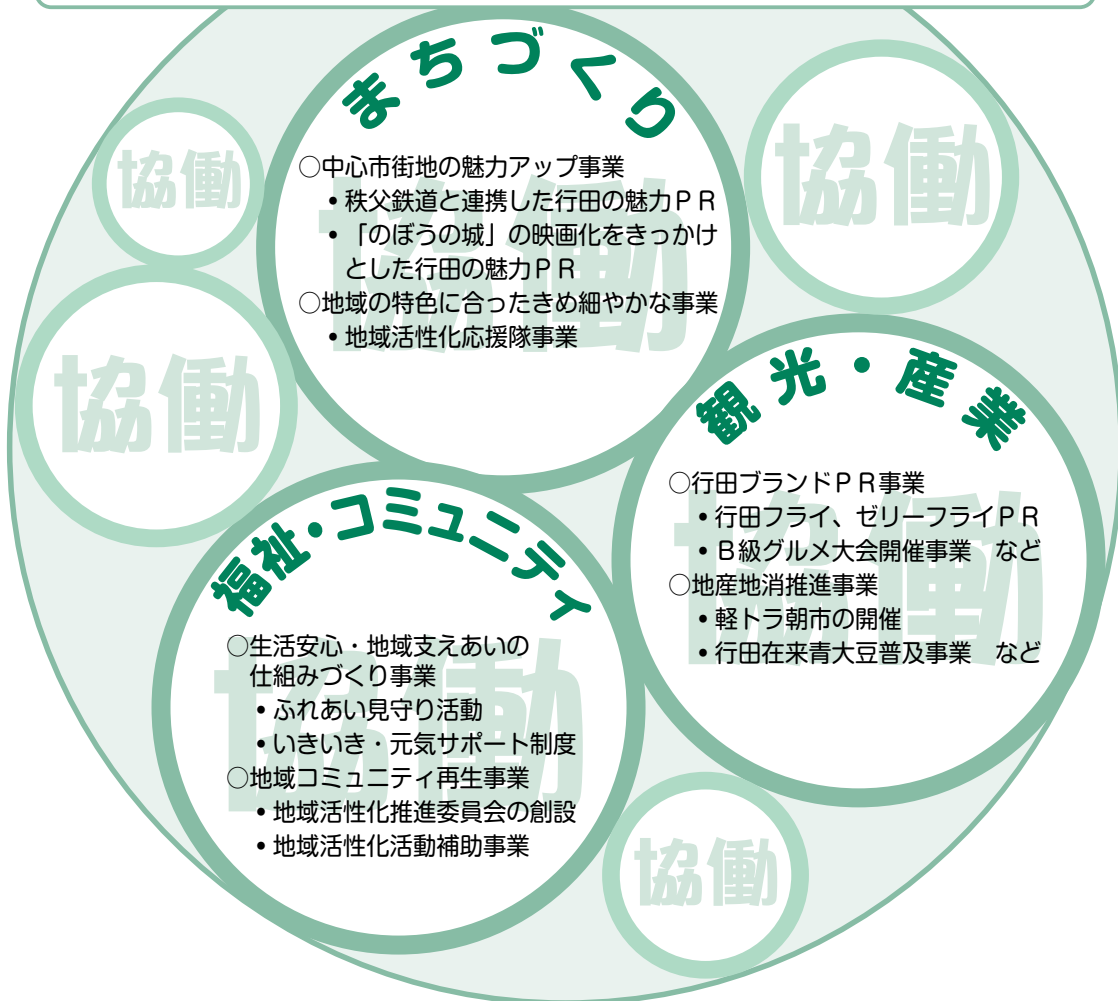 まちづくり
○中心市街地の魅力アップ事業
•秩父鉄道と連携した行田の魅力ＰＲ
•「のぼうの城」の映画化をきっかけ
とした行田の魅力ＰＲ
○地域の特色に合ったきめ細やかな事業
•地域活性化応援隊事業
協働
協働
協働
協働
観光・産業
○行田ブランドＰＲ事業
•行田フライ、ゼリーフライＰＲ
•Ｂ級グルメ大会開催事業　など
○地産地消推進事業
•軽トラ朝市の開催
•行田在来青大豆普及事業　など
協働
福祉・コミュニティ
○生活安心・地域支えあいの
仕組みづくり事業
•ふれあい見守り活動
•いきいき・元気サポート制度
○地域コミュニティ再生事業
•地域活性化推進委員会の創設
•地域活性化活動補助事業
協働
協働